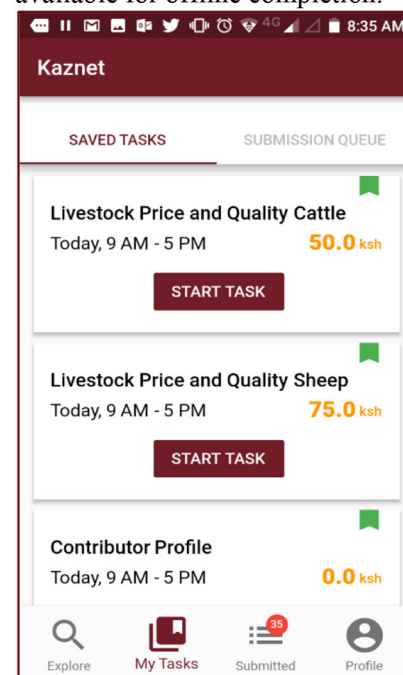 available for offline completion.
4G 8:35 AM
Kaznet
SAVED TASKS SUBMISSION QUEUE
Livestock Price and Quality Cattle
Today, 9 AM - 5 PM 50.0 ksh
START TASK
Livestock Price and Quality Sheep
Today, 9 AM - 5 PM 75.0 ksh
START TASK
Contributor Profile
Today, 9 AM - 5 PM 0.0 ksh
35
Explore My Tasks Submitted Profile